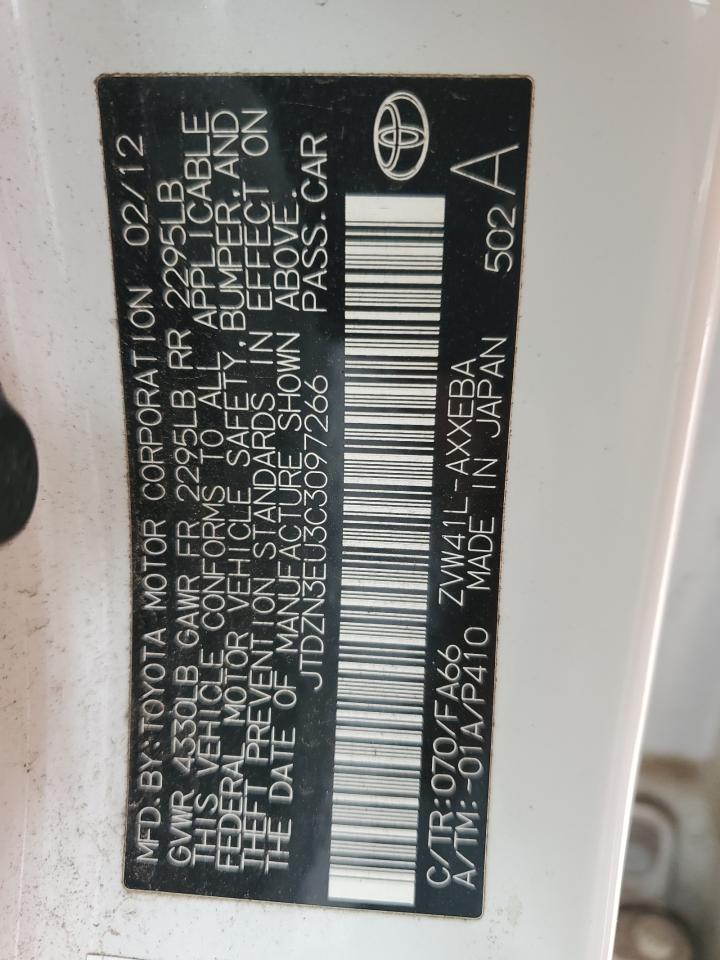 MFD. BY: TOYOTA MOTOR CORPORATION 02/12
GVWR 4330LB GAWR FR 2295LB RR 2295LB
THIS VEHICLE CONFORMS TO ALL APPLICABLE
FEDERAL MOTOR VEHICLE SAFETY, BUMPER, AND
THEFT PREVENTION STANDARDS IN EFFECT ON
THE DATE OF MANUFACTURE SHOWN ABOVE.
JTDZN3EU3C3097266 PASS. CAR
C/TR: 070/FA66 ZVW41L-AXXEBA
A/TM: -01A/P410 MADE IN JAPAN 502 A